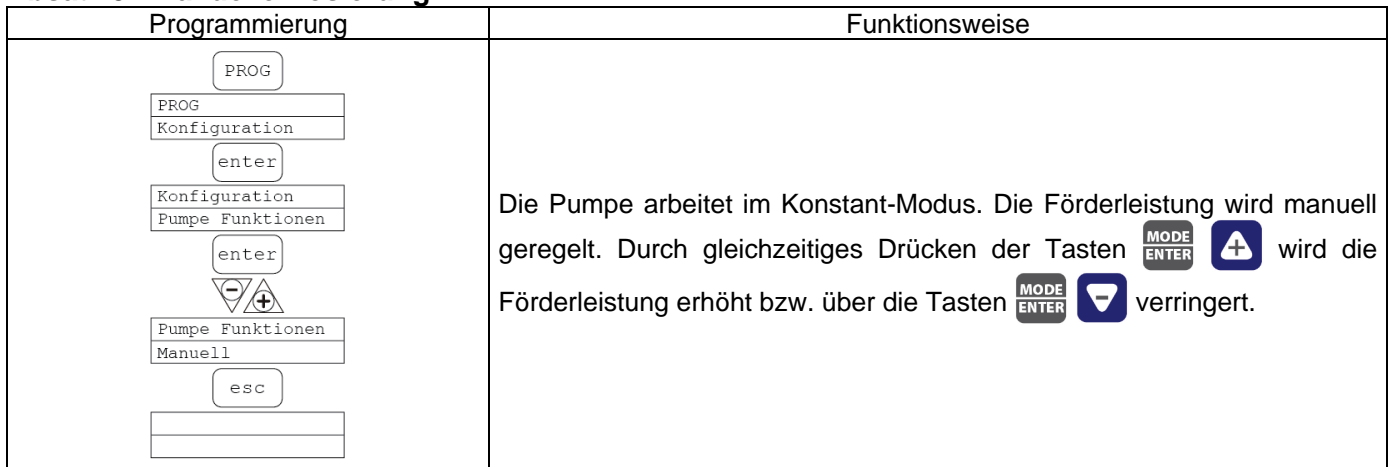 Programmierung
Funktionsweise
PROG
PROG
Konfiguration
enter
Konfiguration
Pumpe Funktionen
enter
Pumpe Funktionen
Manuell
esc
Die Pumpe arbeitet im Konstant-Modus. Die Förderleistung wird manuell
geregelt. Durch gleichzeitiges Drücken der Tasten MODE ENTER + wird die
Förderleistung erhöht bzw. über die Tasten MODE ENTER - verringert.